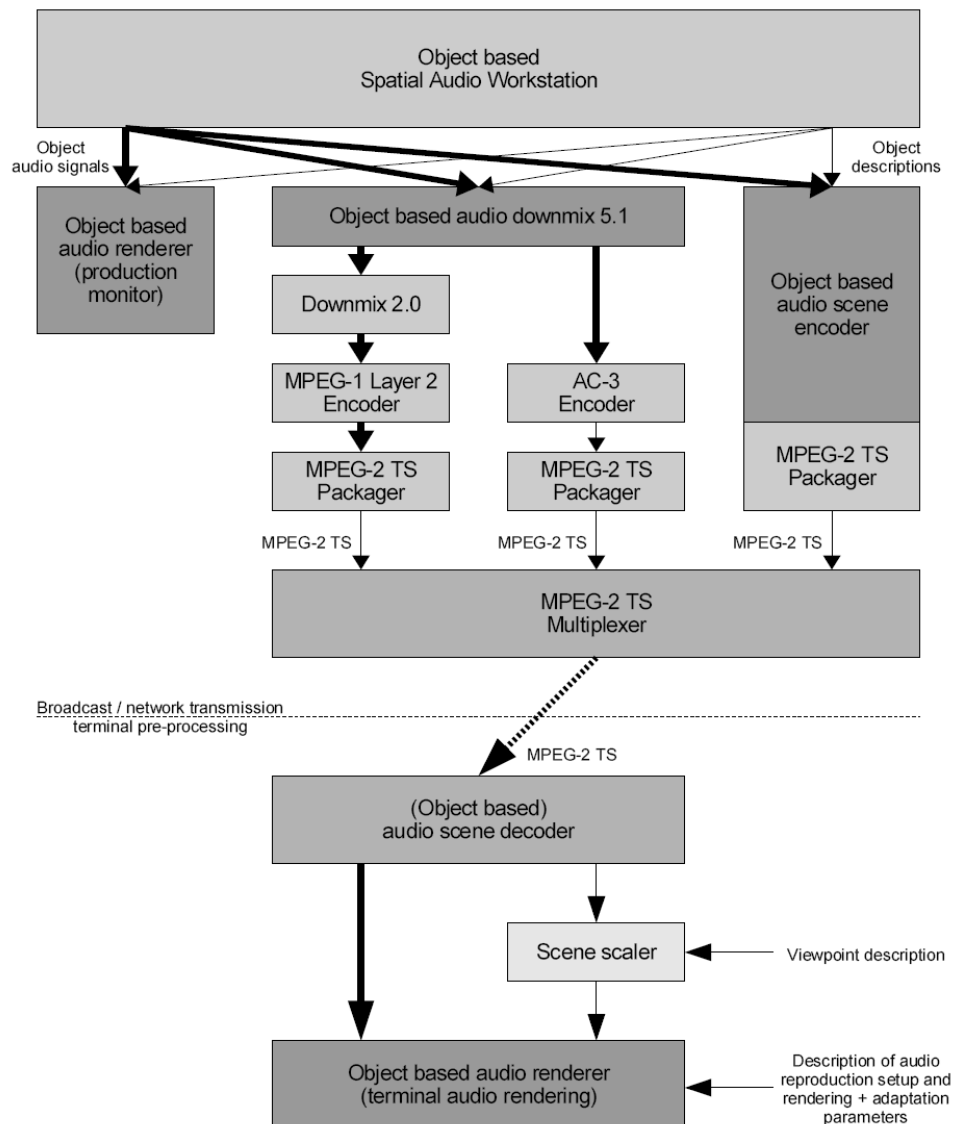 Object based
Spatial Audio Workstation
Object
audio signals
Object
descriptions
Object based
audio renderer
(production
monitor)
Object based audio downmix 5.1
Object based
audio scene
encoder
Downmix 2.0
MPEG-1 Layer 2
Encoder
AC-3
Encoder
MPEG-2 TS
Packager
MPEG-2 TS
Packager
MPEG-2 TS
Packager
MPEG-2 TS
MPEG-2 TS
MPEG-2 TS
MPEG-2 TS
Multiplexer
Broadcast / network transmission
terminal pre-processing
MPEG-2 TS
(Object based)
audio scene decoder
Scene scaler
Viewpoint description
Object based audio renderer
(terminal audio rendering)
Description of audio
reproduction setup and
rendering + adaptation
parameters